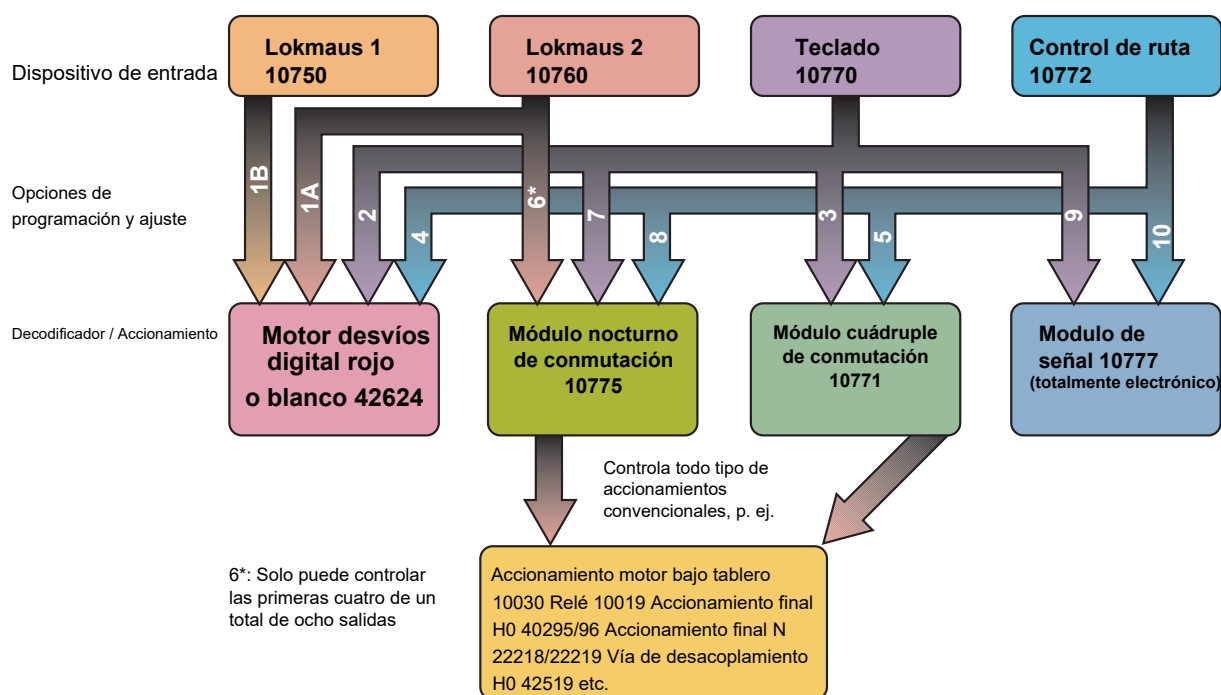 Dispositivo de entrada
Lokmaus 1
10750
Lokmaus 2
10760
Teclado
10770
Control de ruta
10772
Opciones de
programación y ajuste
1B
1A
2
4
6*
7
8
3
5
9
10
Decodificador / Accionamiento
Motor desvíos
digital rojo
o blanco 42624
Módulo nocturno
de conmutación
10775
Módulo cuádruple
de conmutación
10771
Modulo de
señal 10777
(totalmente electrónico)
Controla todo tipo de
accionamientos
convencionales, p. ej.
6*: Solo puede controlar
las primeras cuatro de un
total de ocho salidas
Accionamiento motor bajo tablero
10030 Relé 10019 Accionamiento final
H0 40295/96 Accionamiento final N
22218/22219 Vía de desacoplamiento
H0 42519 etc.